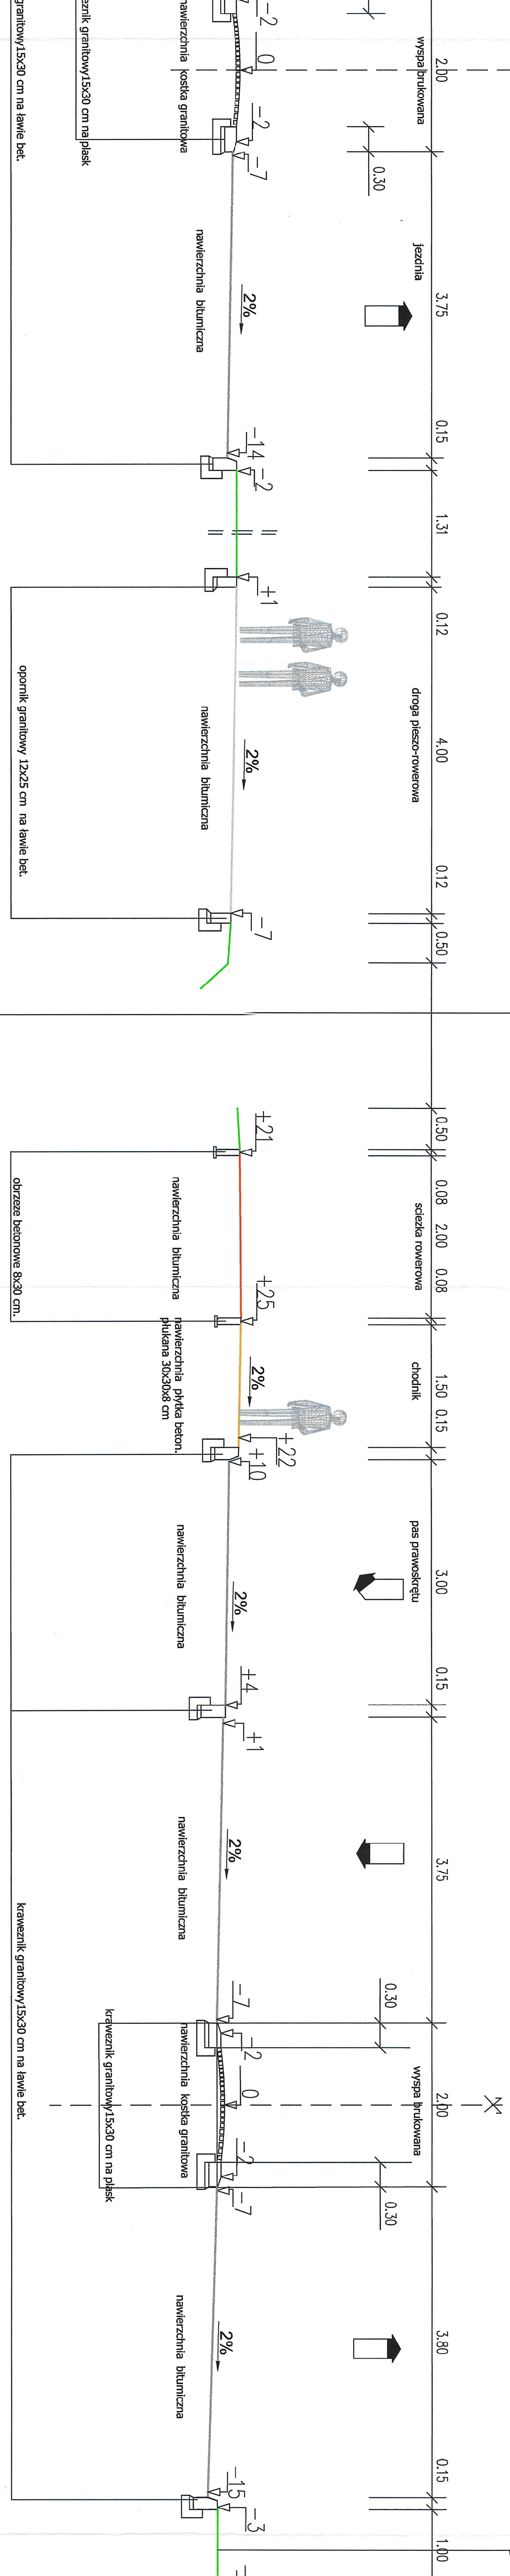 wyspa brukowana
2.00
0.30
jezdnia
3.75
0.15
1.31
0.12
droga pieszo-rowerowa
4.00
0.12
0.50
-2
0
-2
-7
2%
-14
-2
+1
2%
-7
nawierzchnia kostka granitowa
nawierzchnia bitumiczna
nawierzchnia bitumiczna
granitowy15x30 cm na płask
granitowy15x30 cm na ławie bet.
opornik granitowy 12x25 cm na ławie bet.
0.50
0.08
sciezka rowerowa
2.00
0.08
chodnik
1.50
0.15
pas prawoskrętu
3.00
0.15
3.75
0.30
wyspa brukowana
2.00
0.30
3.80
0.15
1.00
+21
+25
2%
+22
+10
2%
+4
+1
2%
-7
-2
0
-2
-7
2%
-15
-3
nawierzchnia bitumiczna
nawierzchnia płytka beton.
płukana 30x30x8 cm
nawierzchnia bitumiczna
nawierzchnia bitumiczna
nawierzchnia kostka granitowa
nawierzchnia bitumiczna
kraweznik granitowy15x30 cm na płask
obrzeze betonowe 8x30 cm.
kraweznik granitowy15x30 cm na ławie bet.